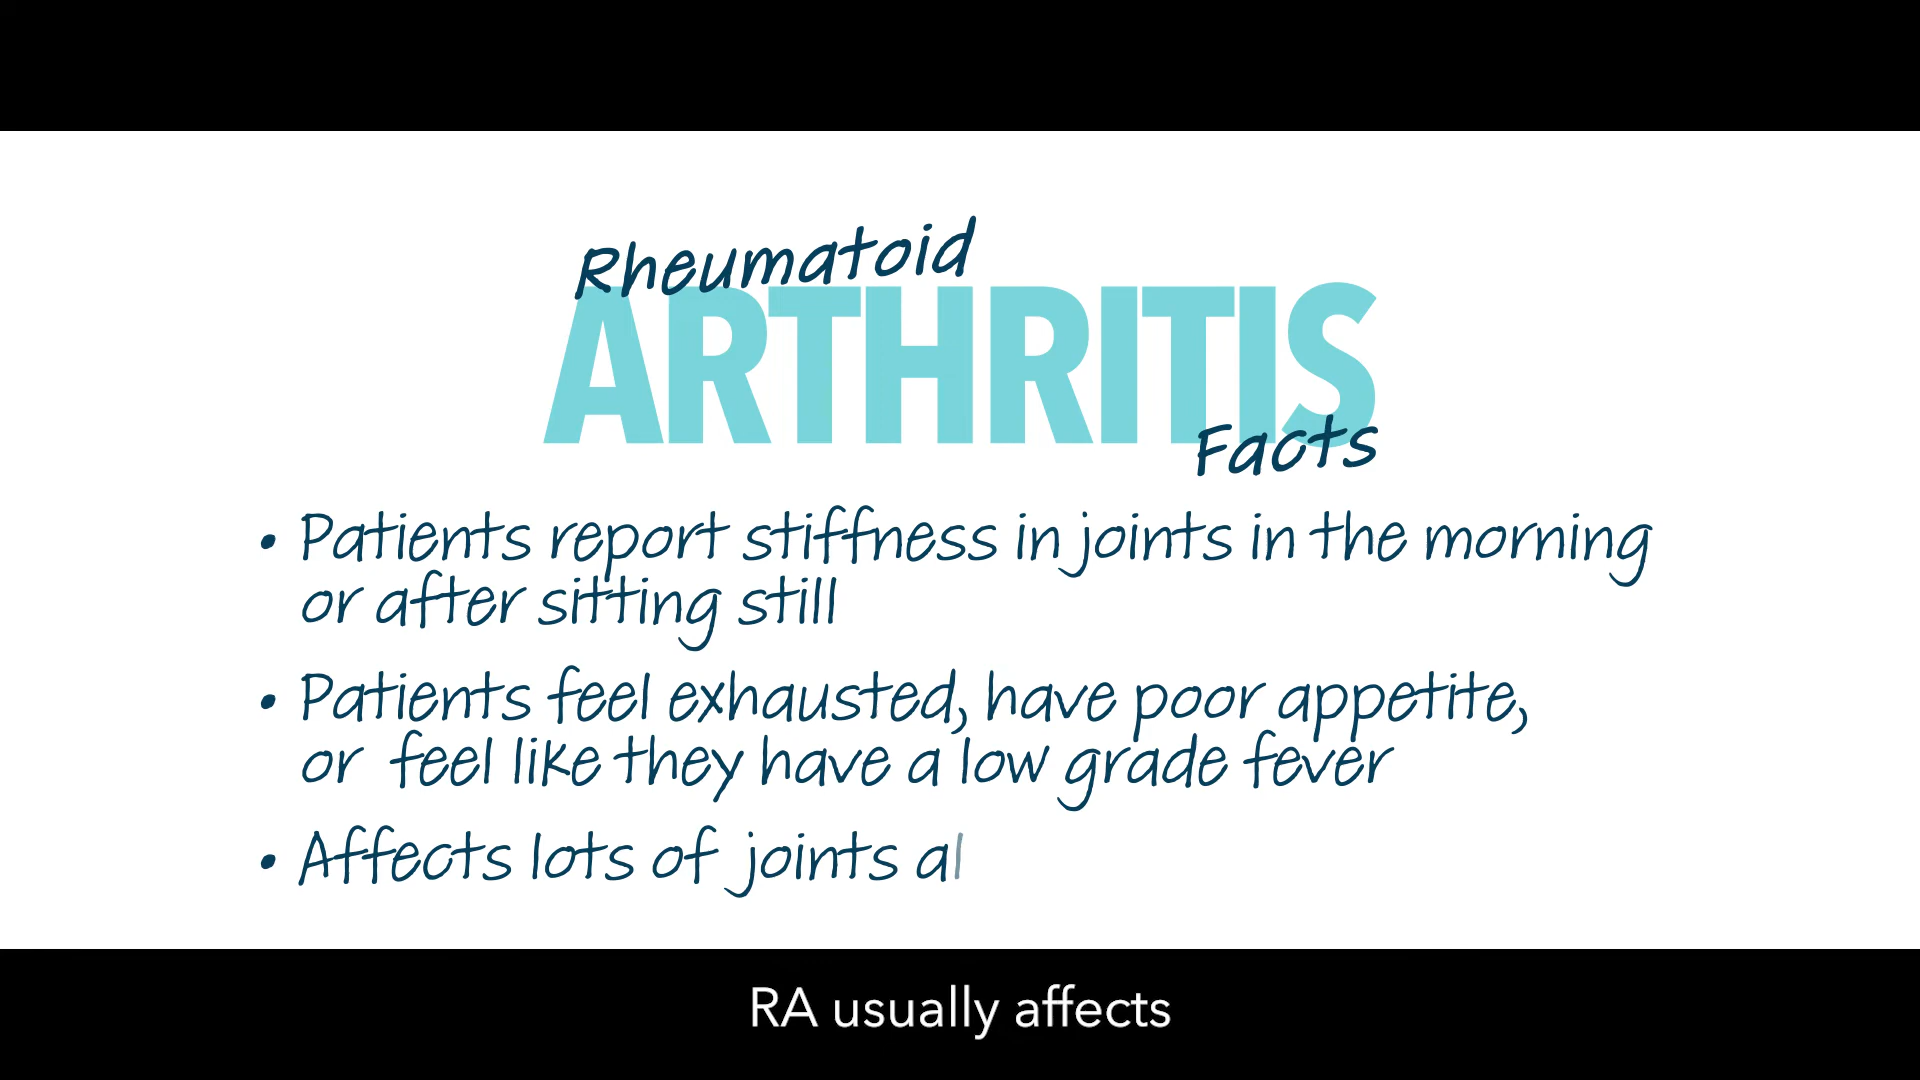 Rheumatoid
ARTHRITIS
Facts
• Patients report stiffness in joints in the morning
or after sitting still
• Patients feel exhausted, have poor appetite,
or feel like they have a low grade fever
• Affects lots of joints al
RA usually affects